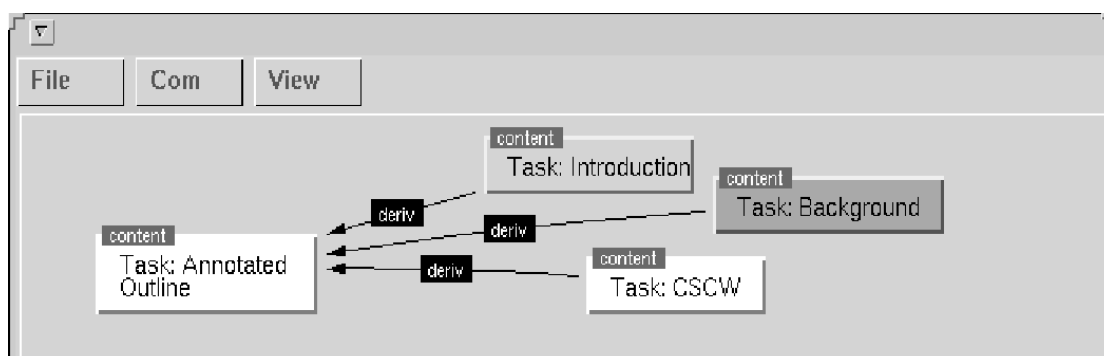 File
Com
View
content
Task: Introduction
content
Task: Background
deriv
deriv
content
Task: Annotated
Outline
deriv
content
Task: CSCW